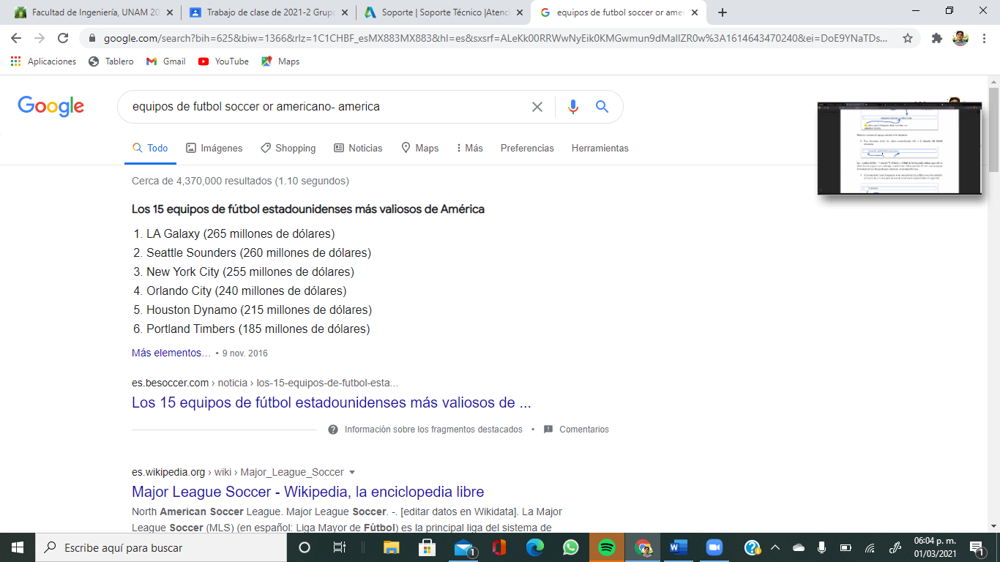 Facultad de Ingeniería, UNAM 20
Trabajo de clase de 2021-2 Grupo
Soporte | Soporte Técnico |Atenc
equipos de futbol soccer or amer
google.com/search?bih=625&biw=1366&rlz=1C1CHBF_esMX883MX883&hl=es&sxsrf=ALeKk00RRWwNyEik0KMGwmun9dMallZR0w%3A1614643470240&ei=DoE9YNaTDs...
Aplicaciones
Tablero
Gmail
YouTube
Maps
Google
equipos de futbol soccer or americano- america
Todo
Imágenes
Shopping
Noticias
Maps
Más
Preferencias
Herramientas
Cerca de 4,370,000 resultados (1.10 segundos)
Los 15 equipos de fútbol estadounidenses más valiosos de América
1. LA Galaxy (265 millones de dólares)
2. Seattle Sounders (260 millones de dólares)
3. New York City (255 millones de dólares)
4. Orlando City (240 millones de dólares)
5. Houston Dynamo (215 millones de dólares)
6. Portland Timbers (185 millones de dólares)
Más elementos... • 9 nov. 2016
es.besoccer.com › noticia › los-15-equipos-de-futbol-esta...
Los 15 equipos de fútbol estadounidenses más valiosos de ...
Información sobre los fragmentos destacados • Comentarios
es.wikipedia.org › wiki › Major_League_Soccer
Major League Soccer - Wikipedia, la enciclopedia libre
North American Soccer League. Major League Soccer. -. [editar datos en Wikidata]. La Major
League Soccer (MLS) (en español: Liga Mayor de Fútbol) es la principal liga del sistema de
Escribe aquí para buscar
1
06:04 p. m.
01/03/2021
1